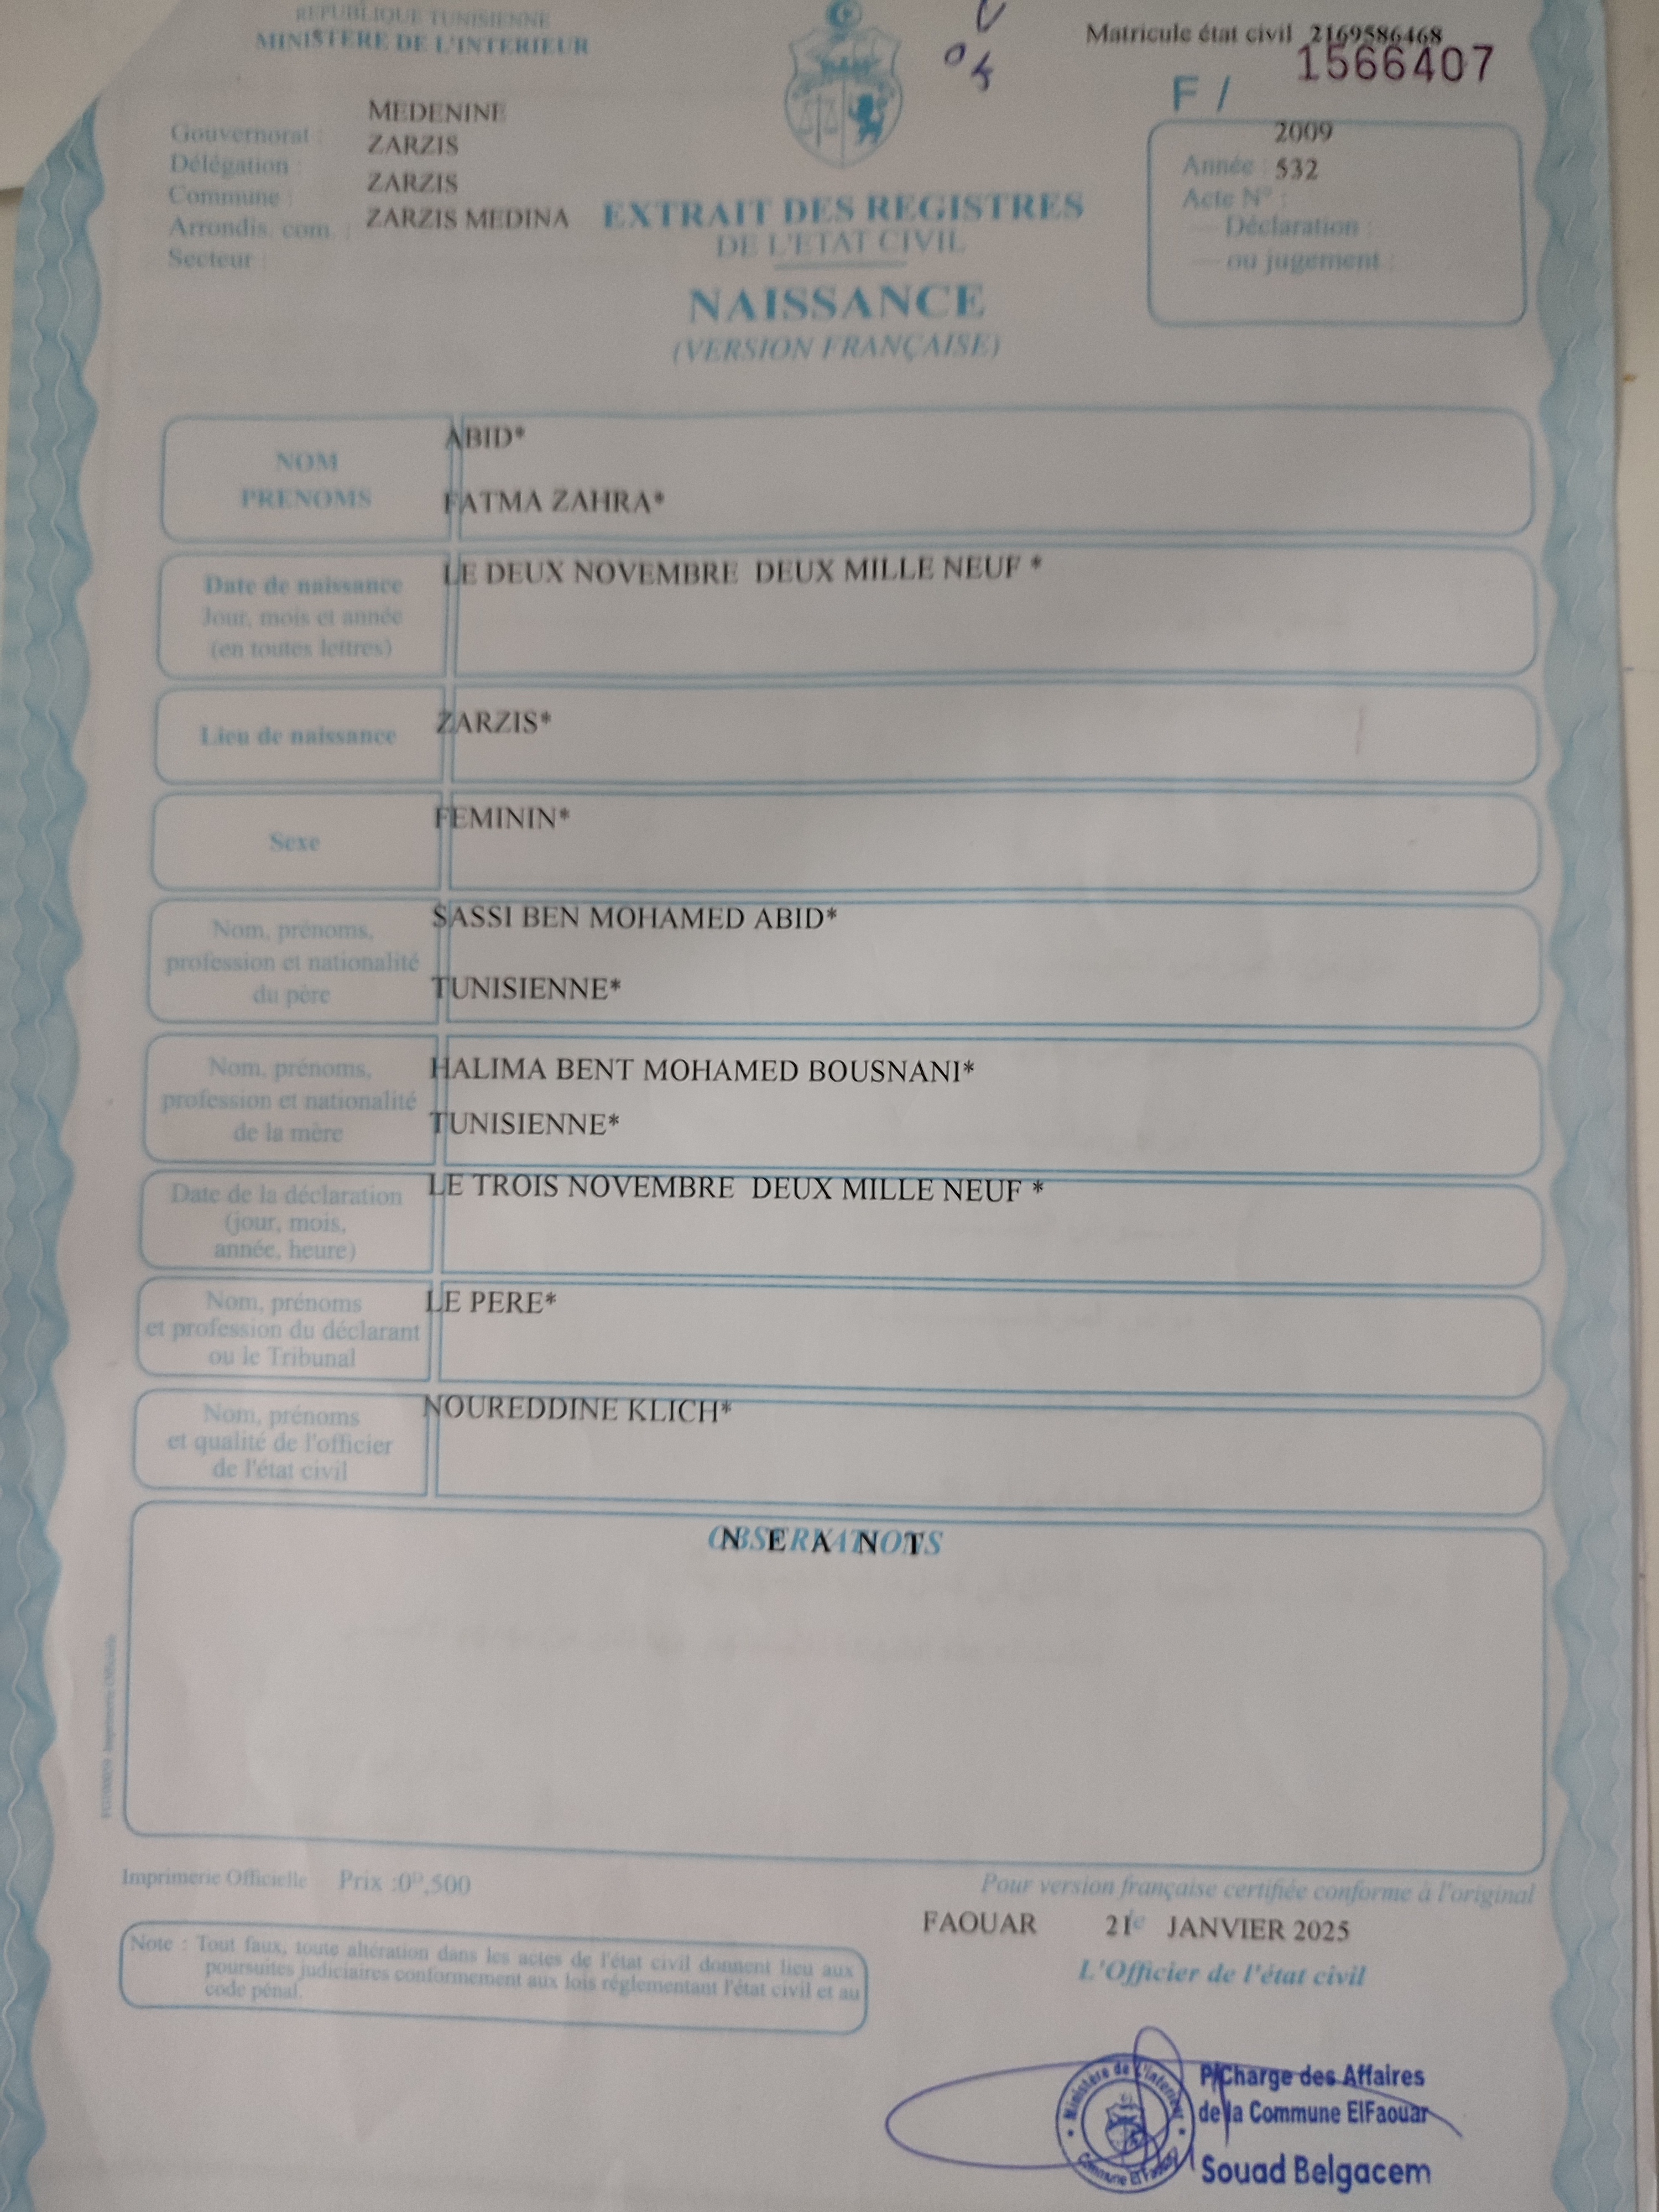 REPUBLIQUE TUNISIENNE
MINISTERE DE L'INTERIEUR
Matricule état civil 2169586468
1566407
F /
ok
Gouvernorat : MEDENINE
Délégation : ZARZIS
Commune : ZARZIS
Arrondis. com. : ZARZIS MEDINA
Secteur :
2009
Année : 532
Acte N° :
Déclaration :
ou jugement :
EXTRAIT DES REGISTRES
DE L'ETAT CIVIL
NAISSANCE
(VERSION FRANÇAISE)
NOM ABID*
PRENOMS FATMA ZAHRA*
Date de naissance LE DEUX NOVEMBRE DEUX MILLE NEUF *
Jour, mois et année
(en toutes lettres)
Lieu de naissance ZARZIS*
Sexe FEMININ*
Nom, prénoms, SASSI BEN MOHAMED ABID*
profession et nationalité
du père TUNISIENNE*
Nom, prénoms, HALIMA BENT MOHAMED BOUSNANI*
profession et nationalité
de la mère TUNISIENNE*
Date de la déclaration LE TROIS NOVEMBRE DEUX MILLE NEUF *
(jour, mois,
année, heure)
Nom, prénoms LE PERE*
et profession du déclarant
ou le Tribunal
Nom, prénoms NOUREDDINE KLICH*
et qualité de l'officier
de l'état civil
OBSERVATIONS
N E A N T
Imprimerie Officielle Prix :0ᴰ,500
Pour version française certifiée conforme à l'original
FAOUAR 21 le JANVIER 2025
L'Officier de l'état civil
Note : Tout faux, toute altération dans les actes de l'état civil donnent lieu aux
poursuites judiciaires conformement aux lois réglementant l'état civil et au
code pénal.
Ministère de L'interieur
Commune El Faouar
P/Charge des Affaires
de la Commune ElFaouar
Souad Belgacem